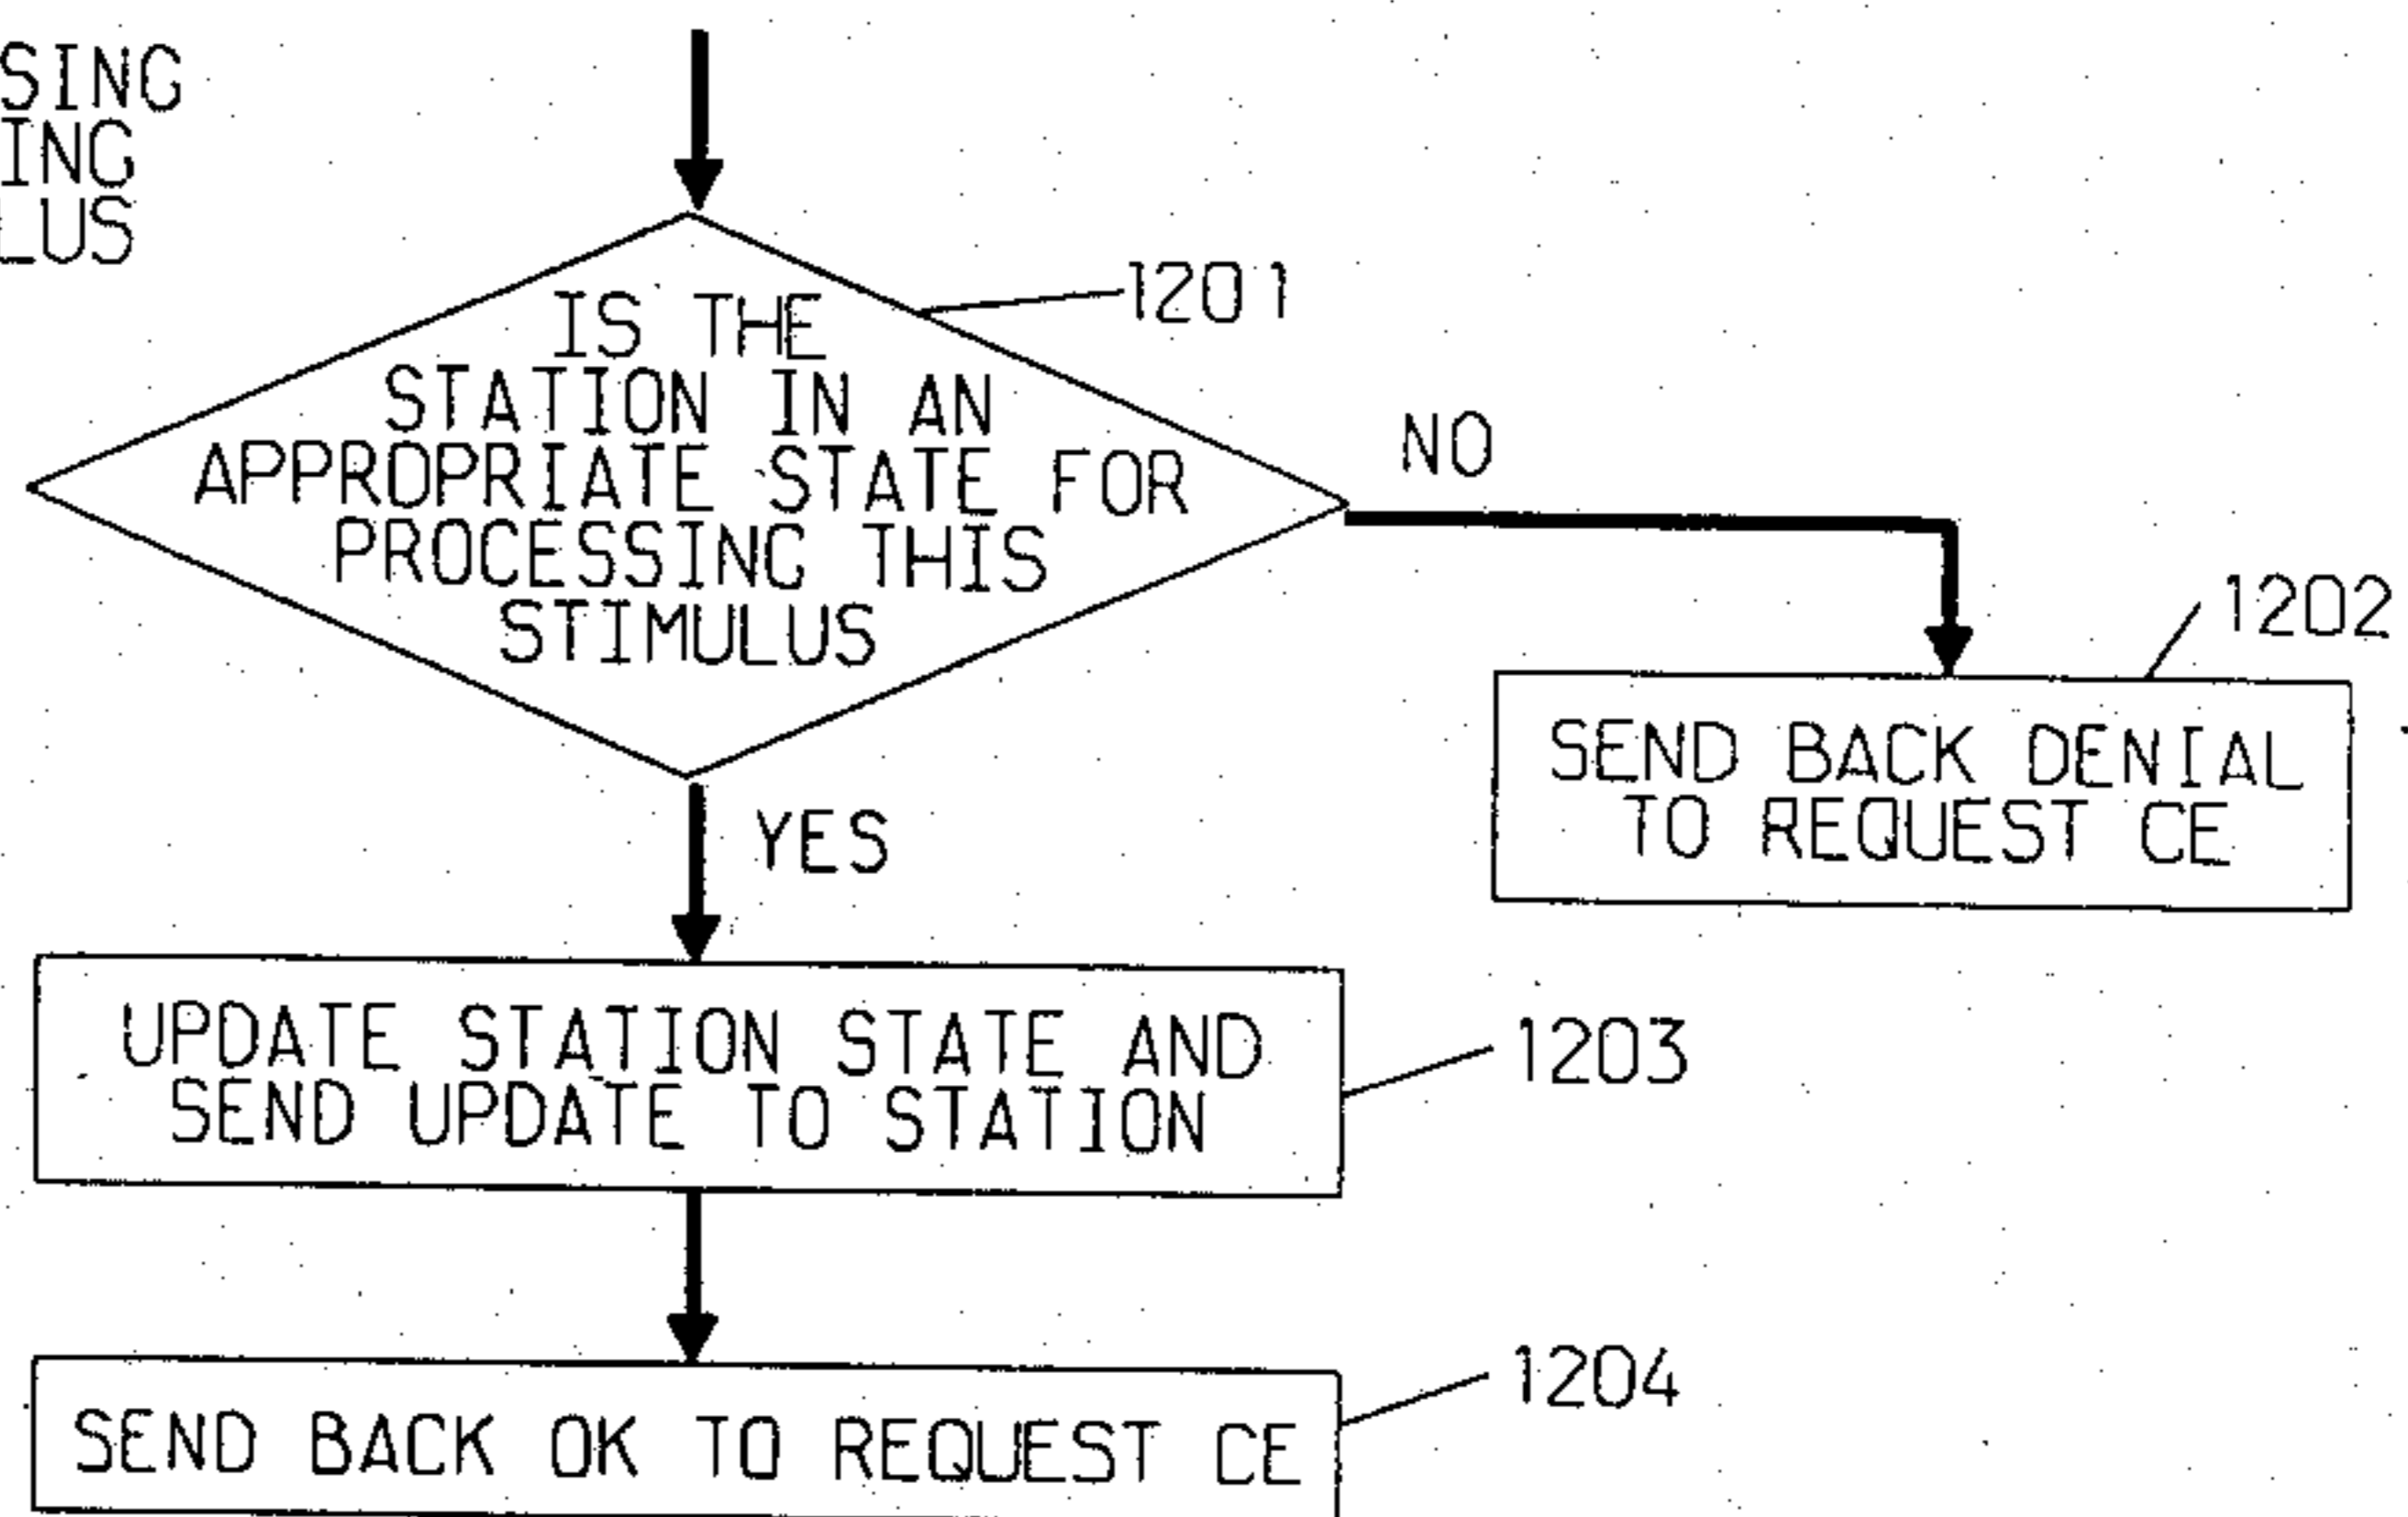 SING
ING
LUS
1201
IS THE
STATION IN AN
APPROPRIATE STATE FOR
PROCESSING THIS
STIMULUS
NO
1202
SEND BACK DENIAL
TO REQUEST CE
YES
UPDATE STATION STATE AND
SEND UPDATE TO STATION
1203
1204
SEND BACK OK TO REQUEST CE